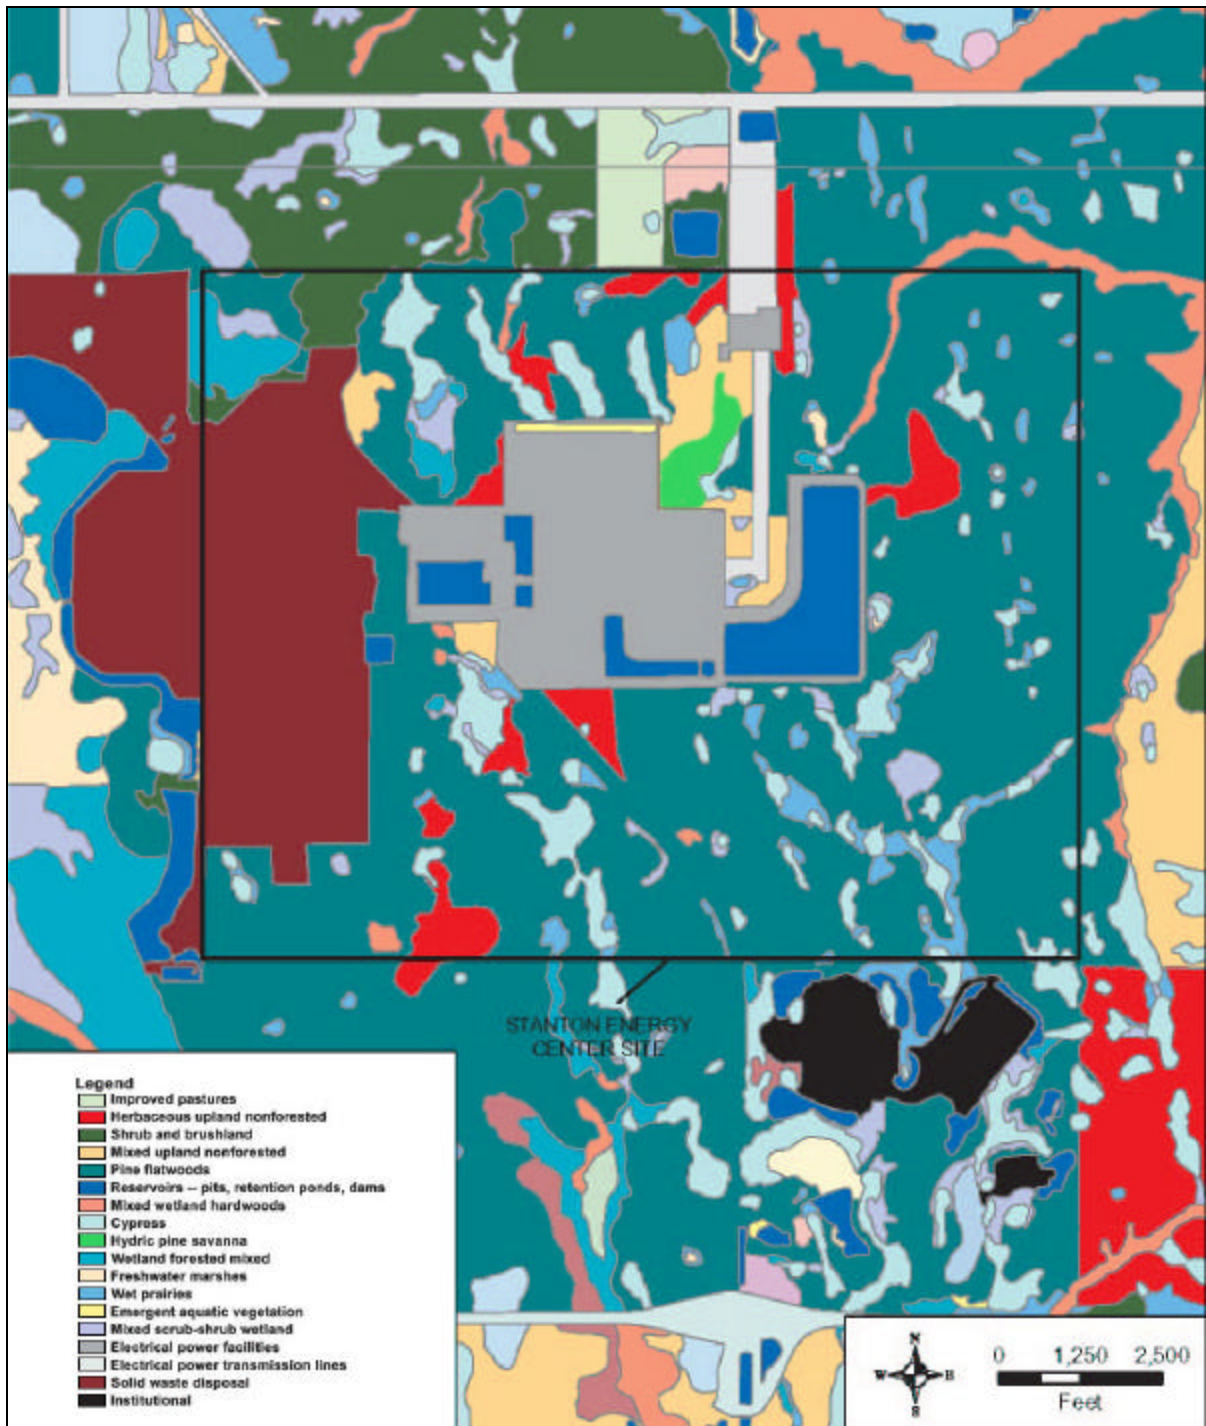 STANTON ENERGY
CENTER SITE
Legend
Improved pastures
Herbaceous upland nonforested
Shrub and brushland
Mixed upland nonforested
Pine flatwoods
Reservoirs – pits, retention ponds, dams
Mixed wetland hardwoods
Cypress
Hydric pine savanna
Wetland forested mixed
Freshwater marshes
Wet prairies
Emergent aquatic vegetation
Mixed scrub-shrub wetland
Electrical power facilities
Electrical power transmission lines
Solid waste disposal
Institutional
N
W E
S
0 1,250 2,500
Feet